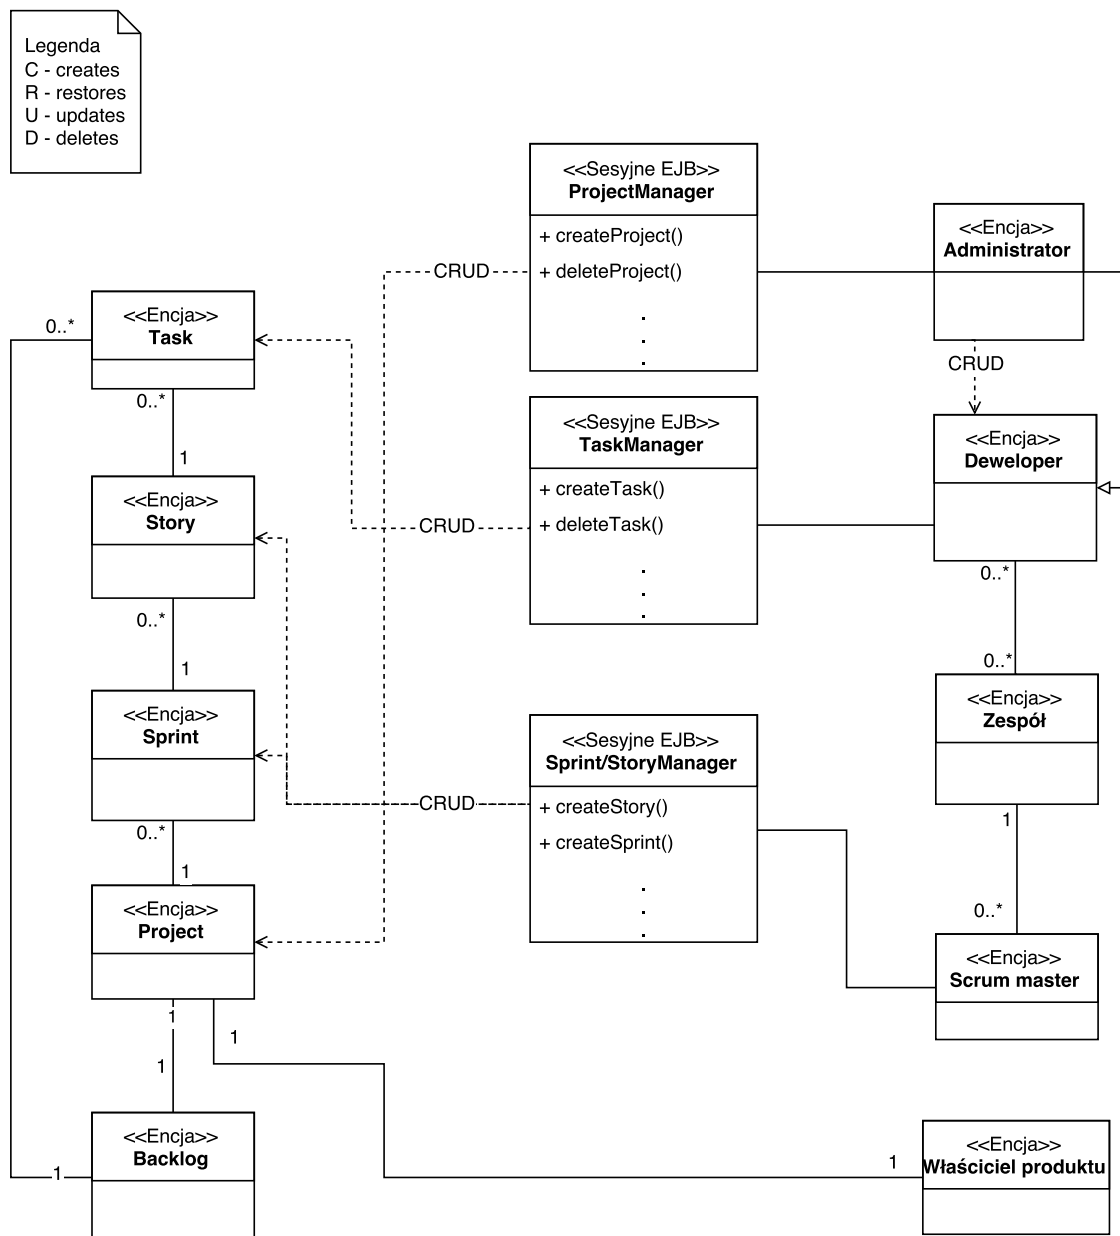 Legenda
C - creates
R - restores
U - updates
D - deletes
<<Sesyjne EJB>>
ProjectManager
+ createProject()
+ deleteProject()
.
.
.
CRUD
<<Encja>>
Administrator
CRUD
<<Encja>>
Task
0..*
0..*
1
<<Sesyjne EJB>>
TaskManager
+ createTask()
+ deleteTask()
.
.
.
CRUD
<<Encja>>
Deweloper
0..*
0..*
<<Encja>>
Story
0..*
1
<<Encja>>
Zespół
1
0..*
<<Encja>>
Sprint
0..*
1
<<Sesyjne EJB>>
Sprint/StoryManager
+ createStory()
+ createSprint()
.
.
.
CRUD
<<Encja>>
Scrum master
<<Encja>>
Project
1
1
1
1
<<Encja>>
Backlog
1
<<Encja>>
Właściciel produktu